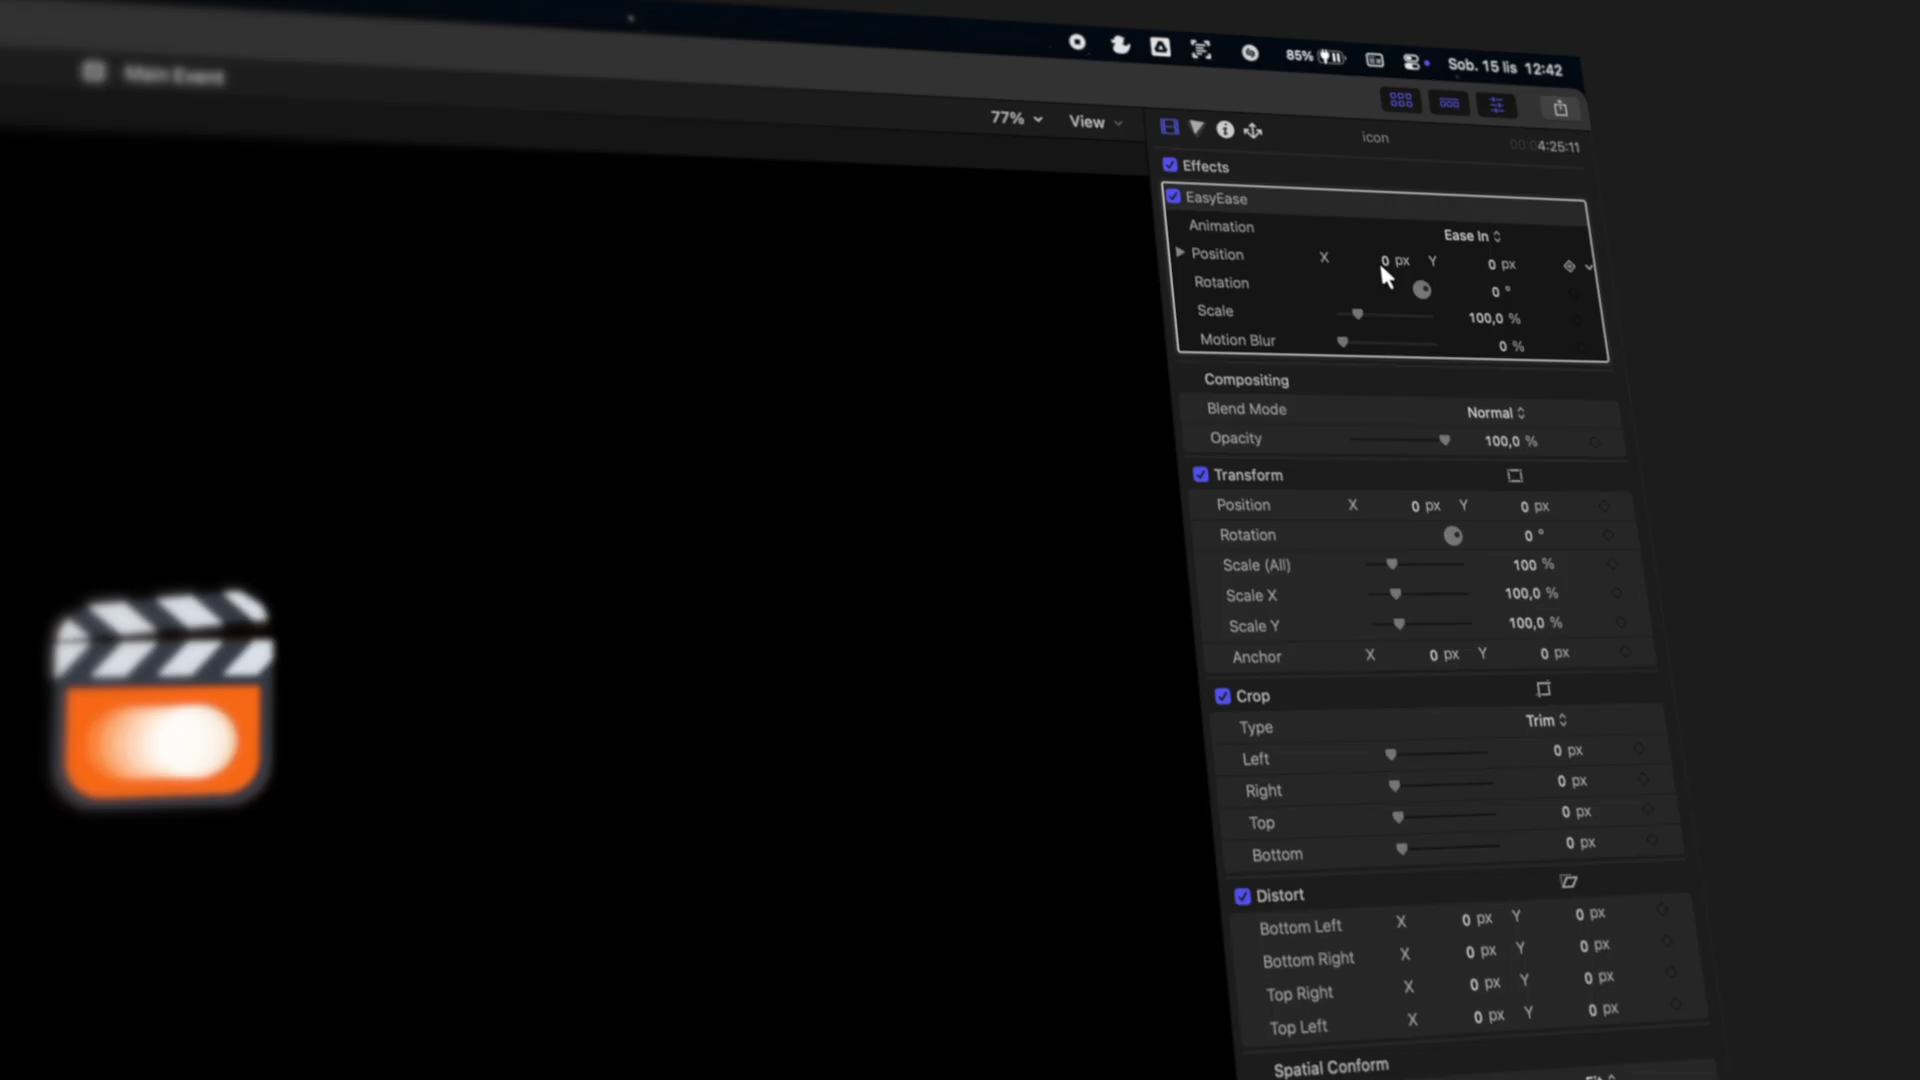 85% Sob. 15 lis 12:42
Main Event
77% View
icon 00:04:25:11
Effects
EasyEase
Animation Ease In
Position X 0 px Y 0 px
Rotation 0 °
Scale 100,0 %
Motion Blur 0 %
Compositing
Blend Mode Normal
Opacity 100,0 %
Transform
Position X 0 px Y 0 px
Rotation 0 °
Scale (All) 100 %
Scale X 100,0 %
Scale Y 100,0 %
Anchor X 0 px Y 0 px
Crop
Type Trim
Left 0 px
Right 0 px
Top 0 px
Bottom 0 px
Distort
Bottom Left X 0 px Y 0 px
Bottom Right X 0 px Y 0 px
Top Right X 0 px Y 0 px
Top Left X 0 px Y 0 px
Spatial Conform